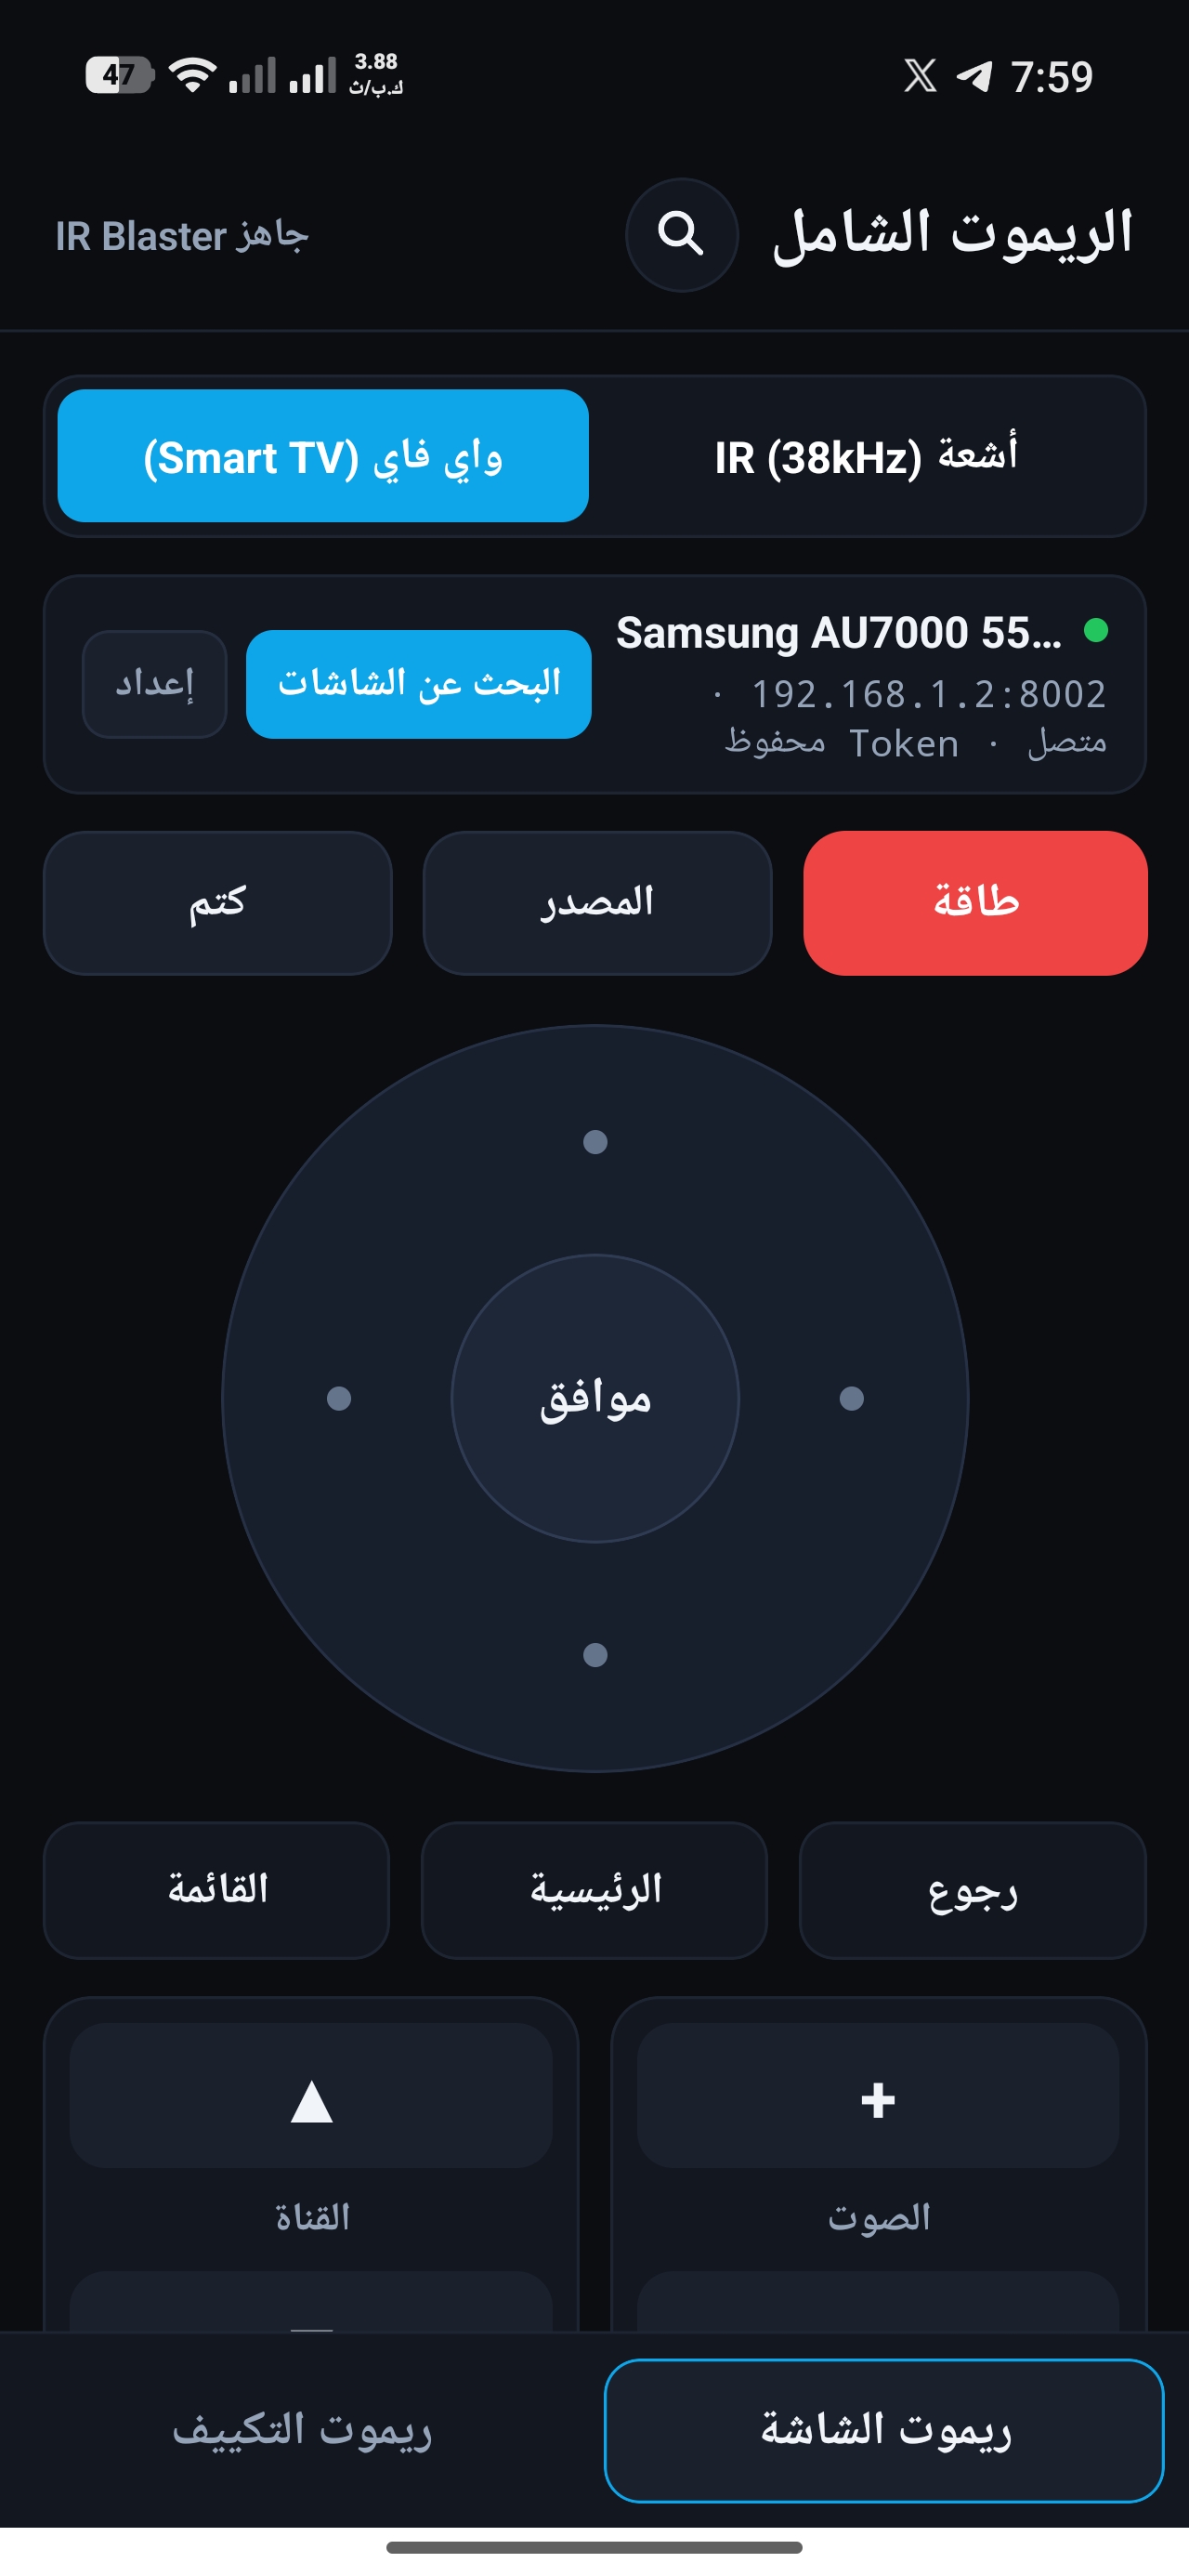 7:59
3.88
ك.ب/ث
47
الريموت الشامل
جاهز IR Blaster
أشعة IR (38kHz)
واي فاي (Smart TV)
Samsung AU7000 55…
192.168.1.2:8002 ·
متصل · Token محفوظ
البحث عن الشاشات
إعداد
طاقة
المصدر
كتم
موافق
رجوع
الرئيسية
القائمة
+
▲
الصوت
القناة
ريموت الشاشة
ريموت التكييف